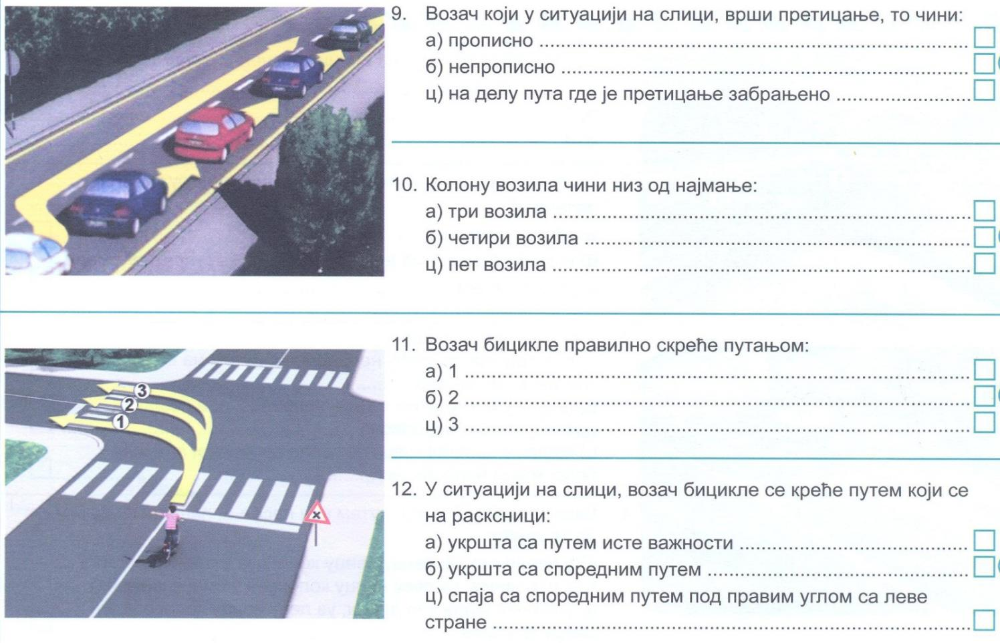 9. Возач који у ситуацији на слици, врши претицање, то чини:
а) прописно
б) непрописно
ц) на делу пута где је претицање забрањено
10. Колону возила чини низ од најмање:
а) три возила
б) четири возила
ц) пет возила
3
2
1
11. Возач бицикле правилно скреће путањом:
а) 1
б) 2
ц) 3
12. У ситуацији на слици, возач бицикле се креће путем који се
на расксници:
а) укршта са путем исте важности
б) укршта са споредним путем
ц) спаја са споредним путем под правим углом са леве
стране